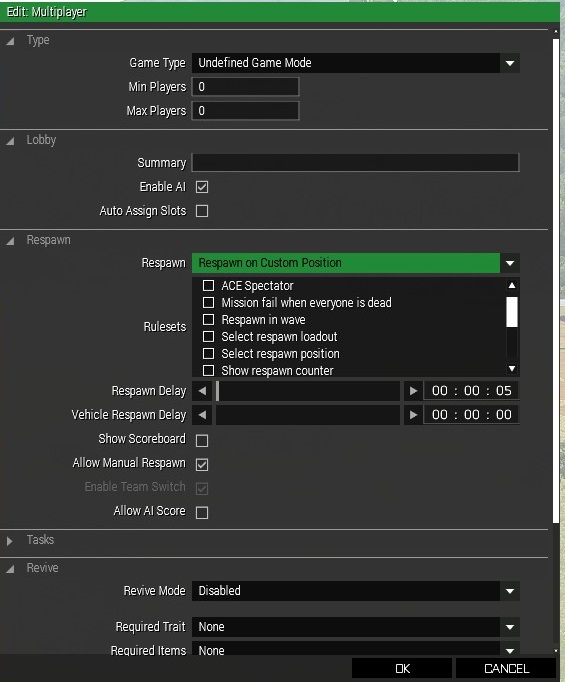 Edit: Multiplayer
Type
Game Type Undefined Game Mode
Min Players 0
Max Players 0
Lobby
Summary
Enable AI
Auto Assign Slots
Respawn
Respawn Respawn on Custom Position
Rulesets
ACE Spectator
Mission fail when everyone is dead
Respawn in wave
Select respawn loadout
Select respawn position
Show respawn counter
Respawn Delay 00 : 00 : 05
Vehicle Respawn Delay 00 : 00 : 00
Show Scoreboard
Allow Manual Respawn
Enable Team Switch
Allow AI Score
Tasks
Revive
Revive Mode Disabled
Required Trait None
Required Items None
OK CANCEL